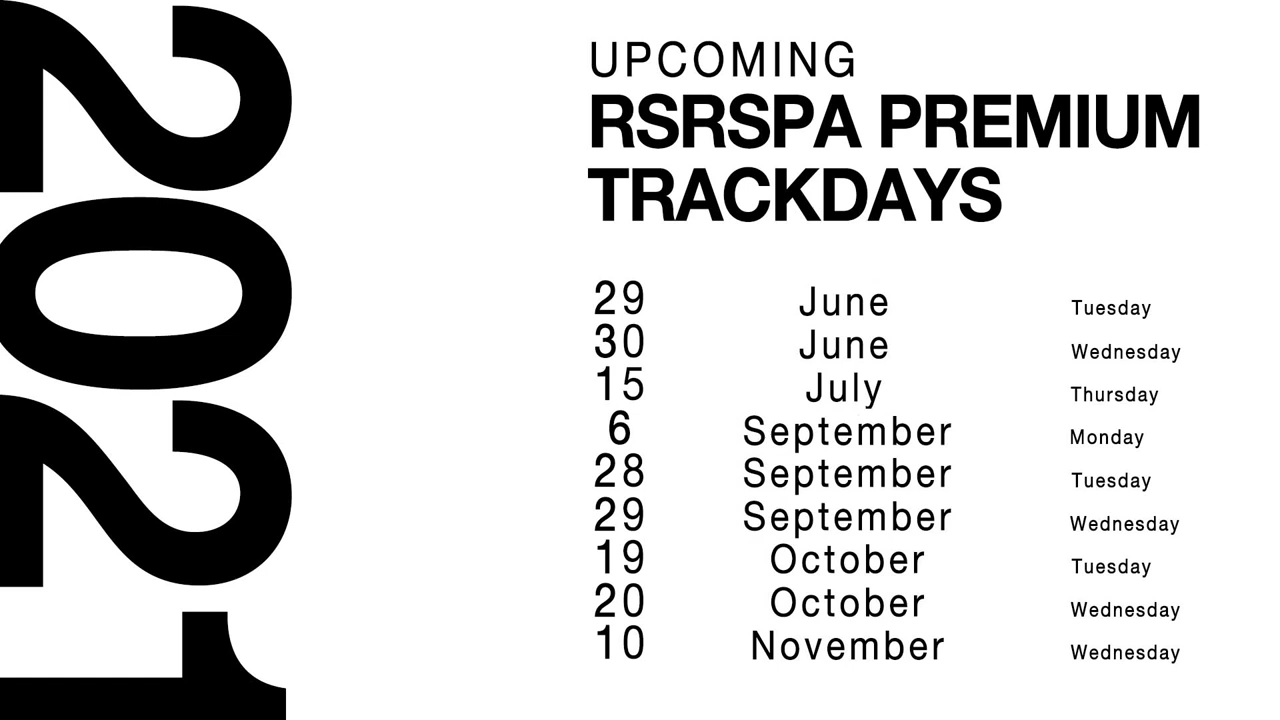 2021
UPCOMING
RSRSPA PREMIUM
TRACKDAYS
29 June Tuesday
30 June Wednesday
15 July Thursday
6 September Monday
28 September Tuesday
29 September Wednesday
19 October Tuesday
20 October Wednesday
10 November Wednesday